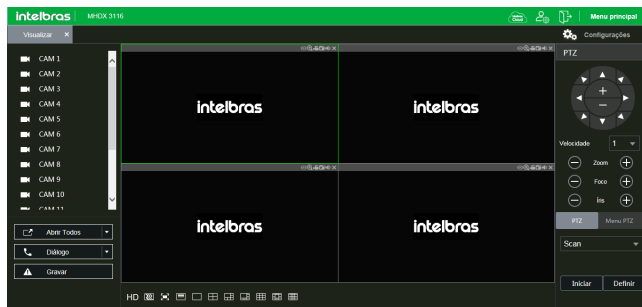 intelbras MHDX 3116 Menu principal
Visualizar × Configurações
CAM 1
CAM 2
CAM 3
CAM 4
CAM 5
CAM 6
CAM 7
CAM 8
CAM 9
CAM 10
CAM 11
Abrir Todos
Diálogo
Gravar
intelbras
intelbras
intelbras
intelbras
HD
PTZ
+
−
Velocidade 1
Zoom
Foco
Íris
PTZ Menu PTZ
Scan
Iniciar Definir